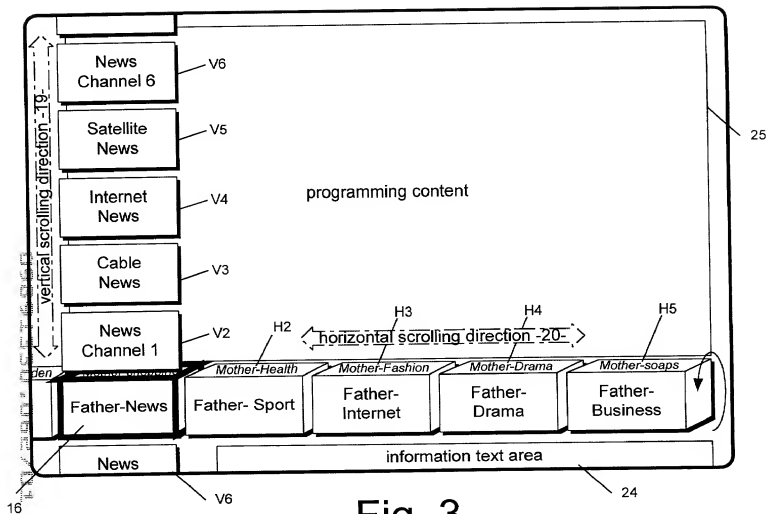 News
Channel 6
V6
Satellite
News
V5
25
vertical scrolling direction -19-
Internet
News
V4
programming content
Cable
News
V3
News
Channel 1
V2
H2
H3
H4
H5
horizontal scrolling direction -20-
den
Mother-Health
Mother-Fashion
Mother-Drama
Mother-soaps
Father-News
Father- Sport
Father-
Internet
Father-
Drama
Father-
Business
News
information text area
16
V6
24
Fig. 3